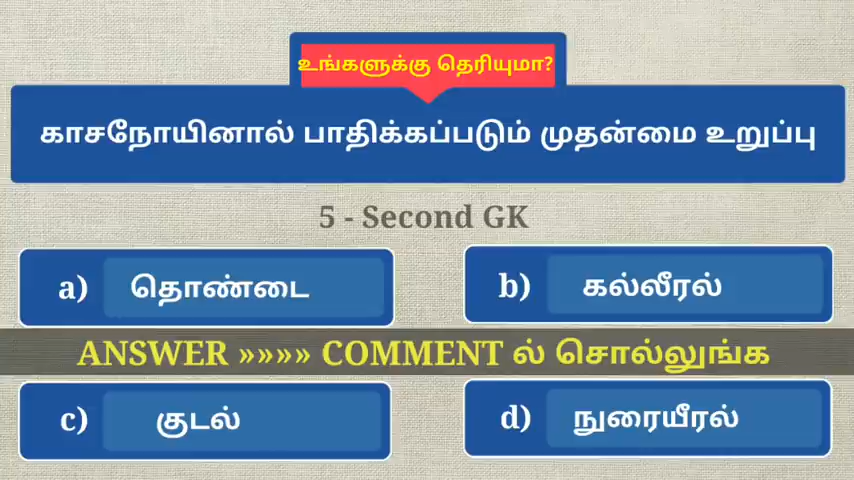 உங்களுக்கு தெரியுமா?
காசநோயினால் பாதிக்கப்படும் முதன்மை உறுப்பு
5 - Second GK
a) தொண்டை
b) கல்லீரல்
ANSWER »»»» COMMENT ல் சொல்லுங்க
c) குடல்
d) நுரையீரல்